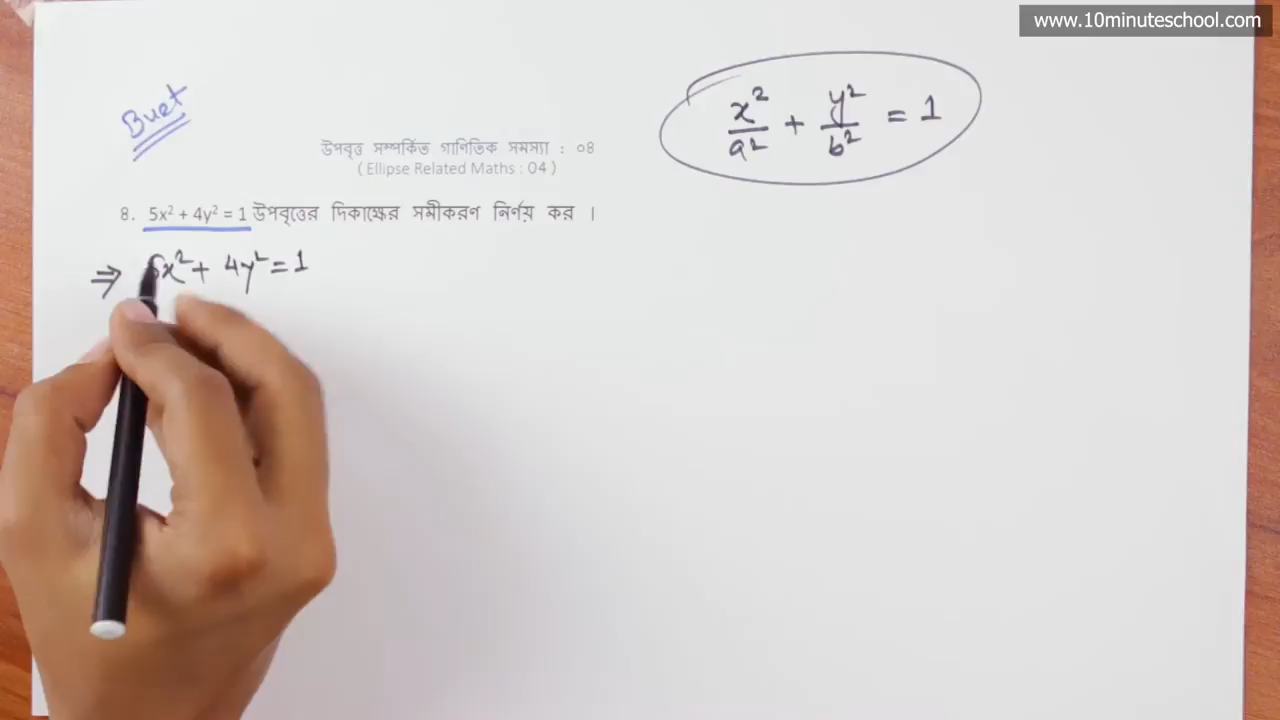 www.10minuteschool.com
Buet
x²/a² + y²/b² = 1
উপবৃত্ত সম্পর্কিত গাণিতিক সমস্যা : ০৪
( Ellipse Related Maths : 04 )
8. 5x² + 4y² = 1 উপবৃত্তের দিকাক্ষের সমীকরণ নির্ণয় কর ।
⇒ 5x² + 4y² = 1